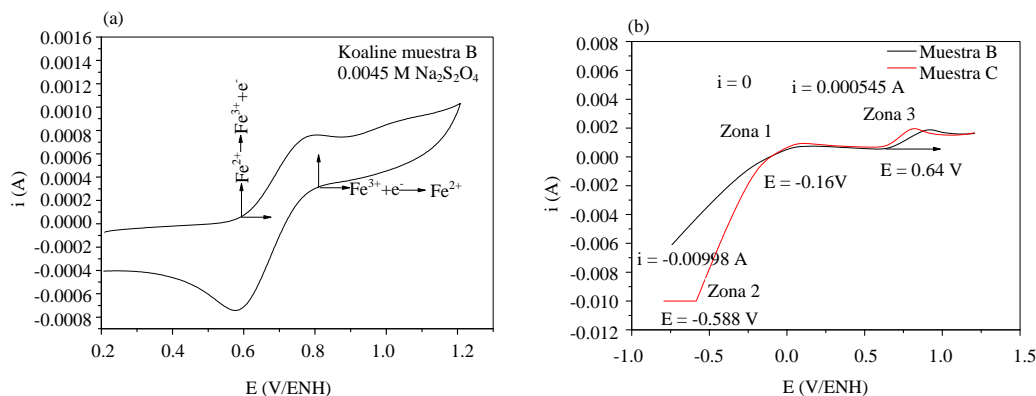 (a)
Koaline muestra B
0.0045 M Na₂S₂O₄
Fe²⁺→Fe³⁺+e⁻
Fe³⁺+e⁻→Fe²⁺
0.0016
0.0014
0.0012
0.0010
0.0008
0.0006
0.0004
0.0002
0.0000
-0.0002
-0.0004
-0.0006
-0.0008
i (A)
0.2 0.4 0.6 0.8 1.0 1.2
E (V/ENH)
(b)
Muestra B
Muestra C
i = 0
i = 0.000545 A
Zona 1
Zona 3
E = -0.16V
E = 0.64 V
i = -0.00998 A
Zona 2
E = -0.588 V
0.008
0.006
0.004
0.002
0.000
-0.002
-0.004
-0.006
-0.008
-0.010
-0.012
i (A)
-1.0 -0.5 0.0 0.5 1.0 1.5
E (V/ENH)